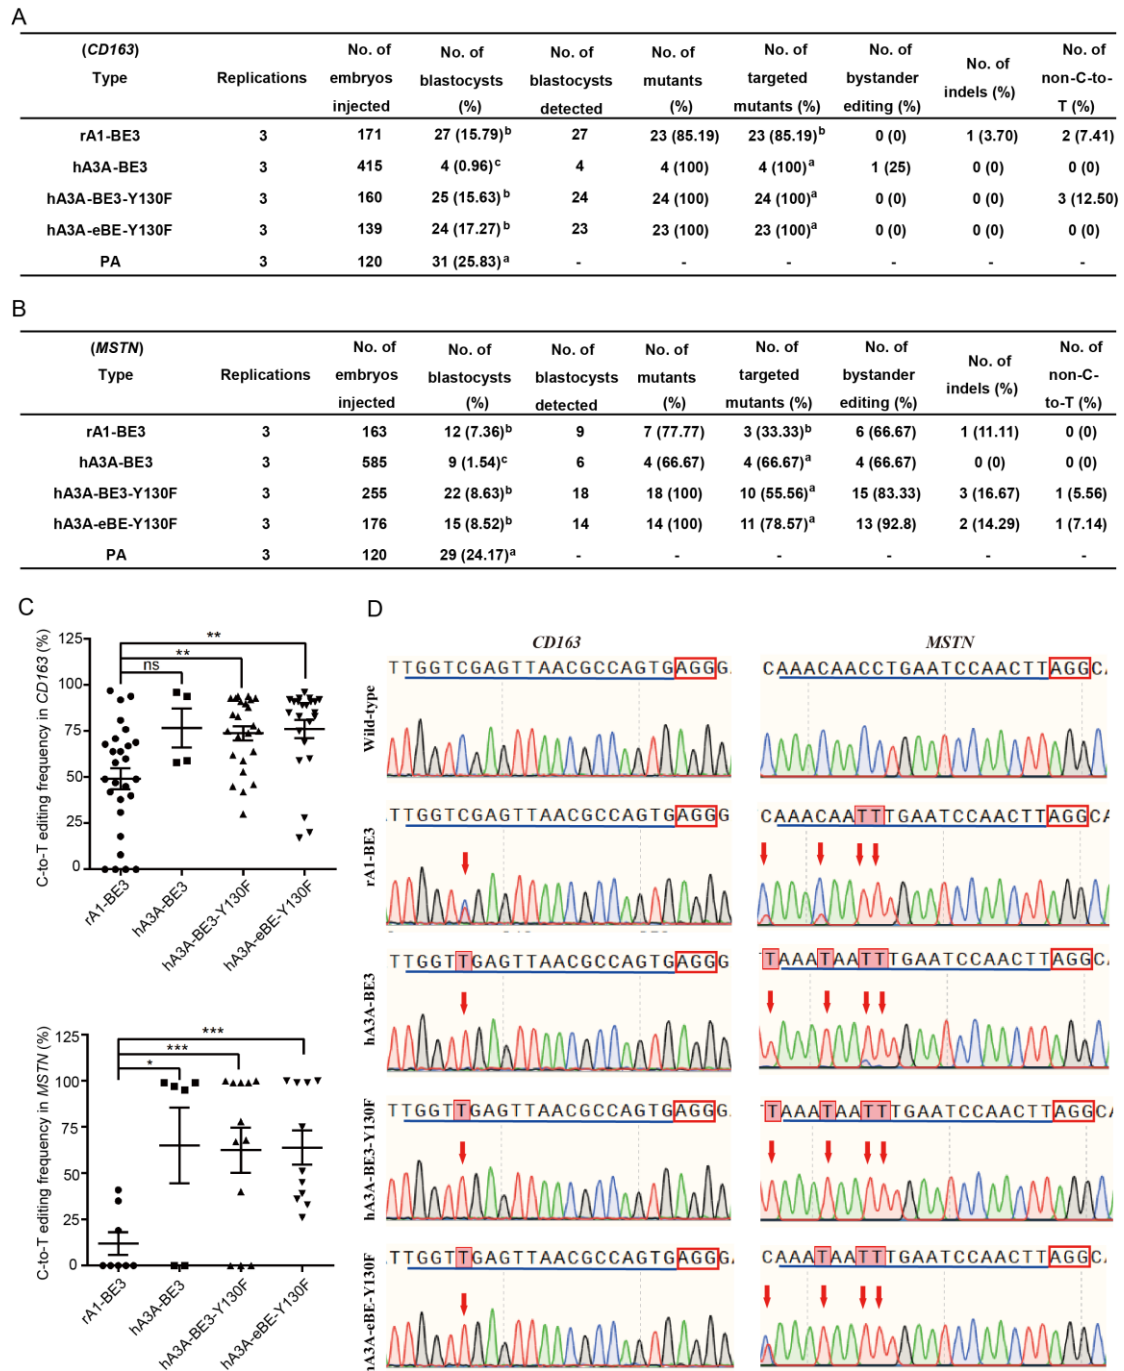 A
(CD163) Type Replications No. of embryos injected No. of blastocysts (%) No. of blastocysts detected No. of mutants (%) No. of targeted mutants (%) No. of bystander editing (%) No. of indels (%) No. of non-C-to-T (%)
rA1-BE3 3 171 27 (15.79)b 27 23 (85.19) 23 (85.19)b 0 (0) 1 (3.70) 2 (7.41)
hA3A-BE3 3 415 4 (0.96)c 4 4 (100) 4 (100)a 1 (25) 0 (0) 0 (0)
hA3A-BE3-Y130F 3 160 25 (15.63)b 24 24 (100) 24 (100)a 0 (0) 0 (0) 3 (12.50)
hA3A-eBE-Y130F 3 139 24 (17.27)b 23 23 (100) 23 (100)a 0 (0) 0 (0) 0 (0)
PA 3 120 31 (25.83)a - - - - - -
B
(MSTN) Type Replications No. of embryos injected No. of blastocysts (%) No. of blastocysts detected No. of mutants (%) No. of targeted mutants (%) No. of bystander editing (%) No. of indels (%) No. of non-C-to-T (%)
rA1-BE3 3 163 12 (7.36)b 9 7 (77.77) 3 (33.33)b 6 (66.67) 1 (11.11) 0 (0)
hA3A-BE3 3 585 9 (1.54)c 6 4 (66.67) 4 (66.67)a 4 (66.67) 0 (0) 0 (0)
hA3A-BE3-Y130F 3 255 22 (8.63)b 18 18 (100) 10 (55.56)a 15 (83.33) 3 (16.67) 1 (5.56)
hA3A-eBE-Y130F 3 176 15 (8.52)b 14 14 (100) 11 (78.57)a 13 (92.8) 2 (14.29) 1 (7.14)
PA 3 120 29 (24.17)a - - - - - -
C
C-to-T editing frequency in CD163 (%)
125
100
75
50
25
0
**
**
ns
rA1-BE3
hA3A-BE3
hA3A-BE3-Y130F
hA3A-eBE-Y130F
C-to-T editing frequency in MSTN (%)
125
100
75
50
25
0
***
***
*
rA1-BE3
hA3A-BE3
hA3A-BE3-Y130F
hA3A-eBE-Y130F
D
CD163 MSTN
Wild-type
TTGGTCGAGTTAACGCCAGTGAGGG
CAAACAACCTGAATCCAACTTAGGC
rA1-BE3
TTGGTCGAGTTAACGCCAGTGAGGG
CAAACAATTTGAATCCAACTTAGGCA
hA3A-BE3
TTGGTTGAGTTAACGCCAGTGAGGG
TAAATAATTTGAATCCAACTTAGGC
hA3A-BE3-Y130F
TTGGTTGAGTTAACGCCAGTGAGGG
TAAATAATTTGAATCCAACTTAGGCA
hA3A-eBE-Y130F
TTGGTTGAGTTAACGCCAGTGAGGGA
CAAATAATTTGAATCCAACTTAGGC